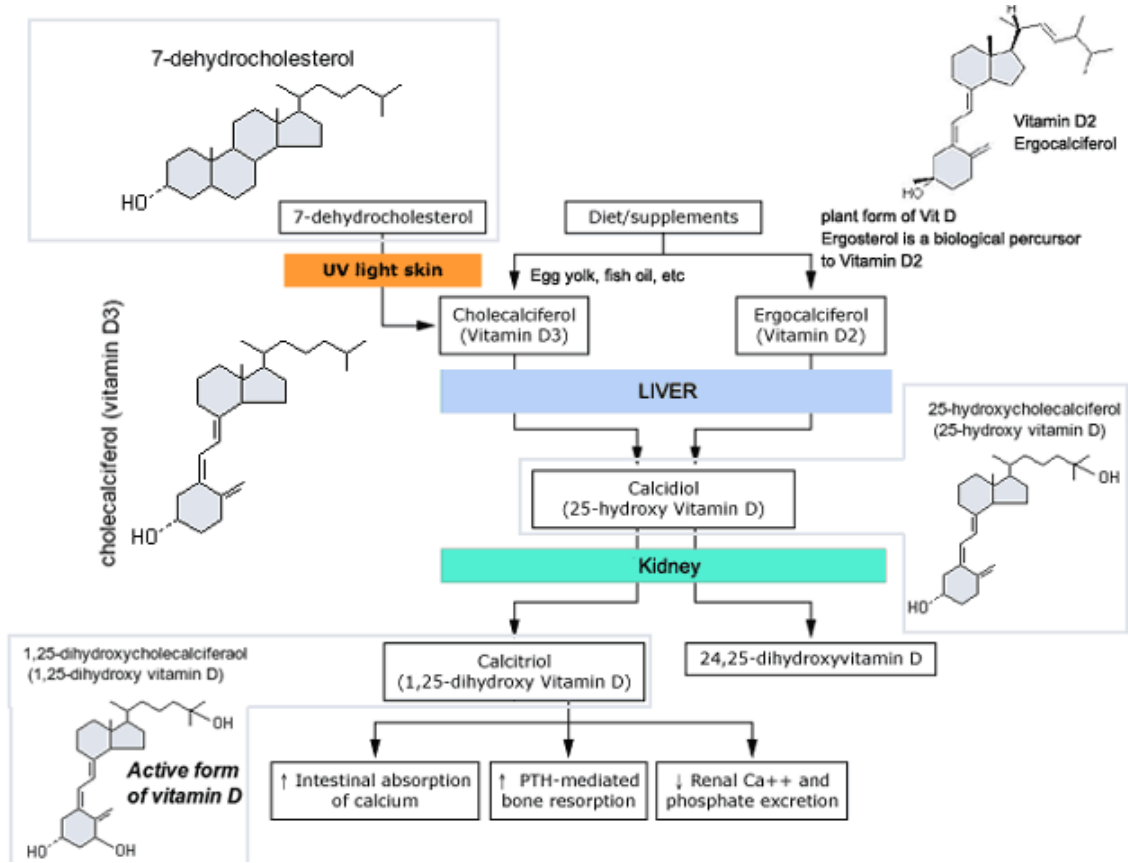 7-dehydrocholesterol
HO
7-dehydrocholesterol
UV light skin
Diet/supplements
Egg yolk, fish oil, etc
H
HO
Vitamin D2
Ergocalciferol
plant form of Vit D
Ergosterol is a biological percursor
to Vitamin D2
cholecalciferol (vitamin D3)
HO
Cholecalciferol
(Vitamin D3)
Ergocalciferol
(Vitamin D2)
LIVER
25-hydroxycholecalciferol
(25-hydroxy vitamin D)
OH
HO
Calcidiol
(25-hydroxy Vitamin D)
Kidney
1,25-dihydroxycholecalciferaol
(1,25-dihydroxy vitamin D)
OH
Active form
of vitamin D
HO
OH
Calcitriol
(1,25-dihydroxy Vitamin D)
24,25-dihydroxyvitamin D
↑ Intestinal absorption
of calcium
↑ PTH-mediated
bone resorption
↓ Renal Ca++ and
phosphate excretion